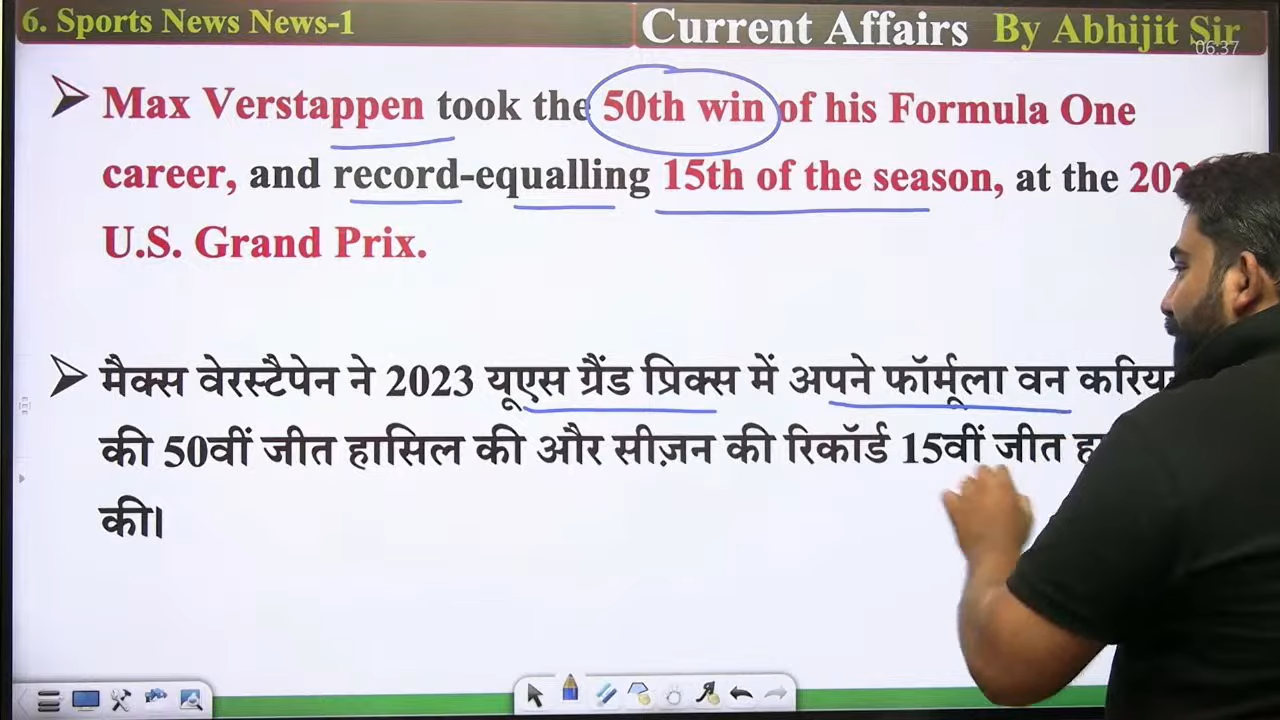 6. Sports News News-1
Current Affairs By Abhijit Sir
06:37
Max Verstappen took the 50th win of his Formula One
career, and record-equalling 15th of the season, at the
U.S. Grand Prix.
मैक्स वेरस्टैपेन ने 2023 यूएस ग्रैंड प्रिक्स में अपने फॉर्मूला वन
की 50वीं जीत हासिल की और सीज़न की रिकॉर्ड 15वीं जीत
की।